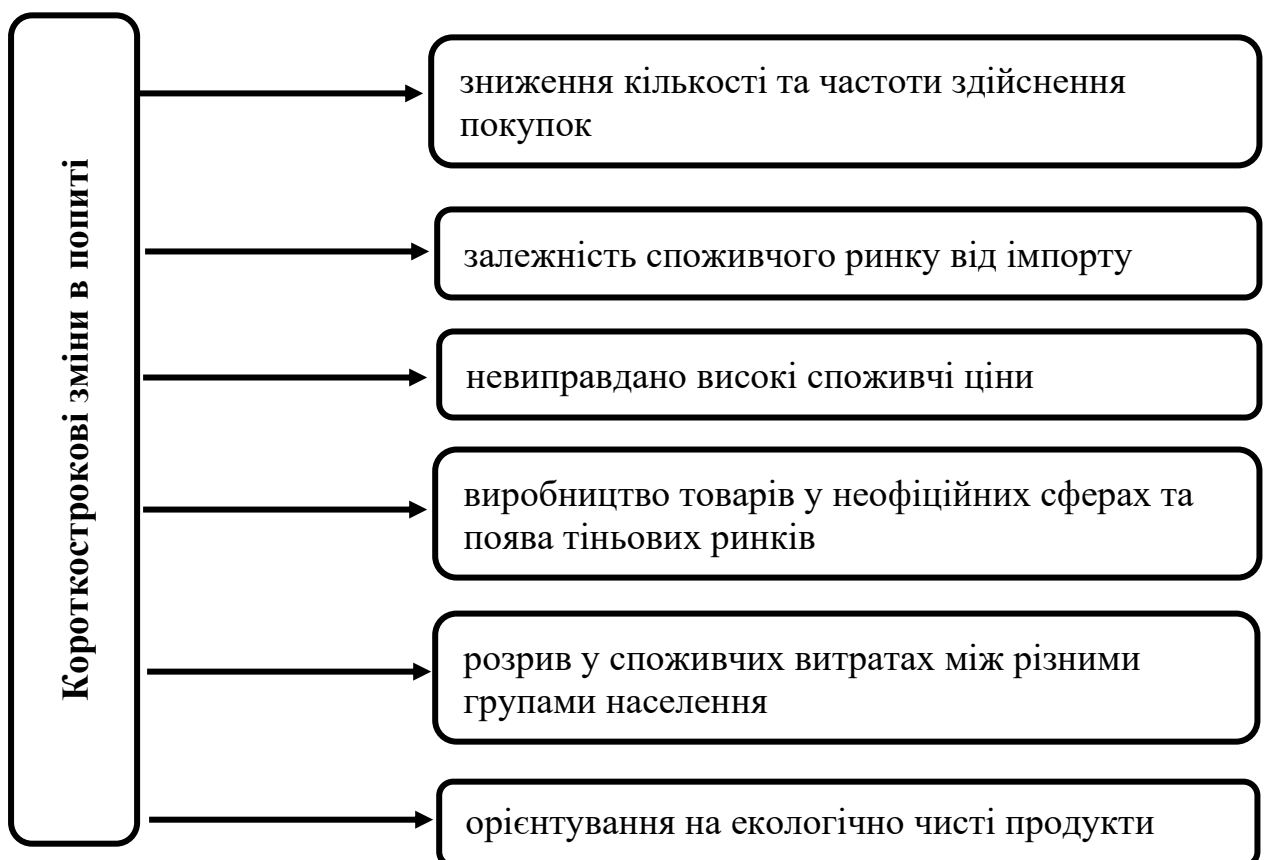 Короткострокові зміни в попиті
зниження кількості та частоти здійснення
покупок
залежність споживчого ринку від імпорту
невиправдано високі споживчі ціни
виробництво товарів у неофіційних сферах та
поява тіньових ринків
розрив у споживчих витратах між різними
групами населення
орієнтування на екологічно чисті продукти